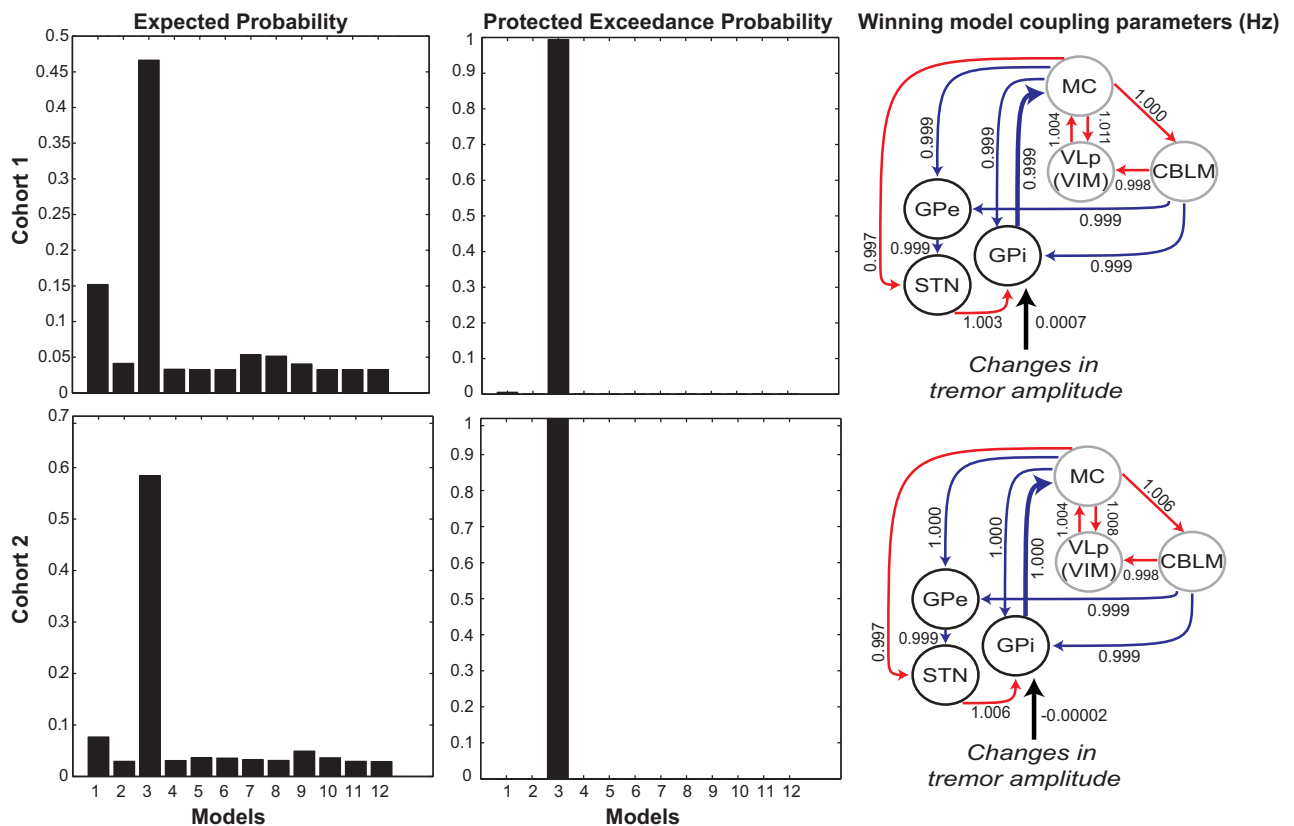 Expected Probability
Protected Exceedance Probability
Winning model coupling parameters (Hz)
Cohort 1
0.5
0.45
0.4
0.35
0.3
0.25
0.2
0.15
0.1
0.05
0
1
0.9
0.8
0.7
0.6
0.5
0.4
0.3
0.2
0.1
0
MC
1.000
0.999
0.999
0.999
1.004
1.011
VLp
(VIM)
0.998
CBLM
GPe
0.999
0.997
0.999
GPi
0.999
STN
1.003
0.0007
Changes in
tremor amplitude
Cohort 2
0.7
0.6
0.5
0.4
0.3
0.2
0.1
0
1 2 3 4 5 6 7 8 9 10 11 12
Models
1
0.9
0.8
0.7
0.6
0.5
0.4
0.3
0.2
0.1
0
1 2 3 4 5 6 7 8 9 10 11 12
Models
MC
1.006
1.000
1.000
1.000
1.004
1.008
VLp
(VIM)
0.998
CBLM
GPe
0.999
0.997
0.999
GPi
0.999
STN
1.006
-0.00002
Changes in
tremor amplitude